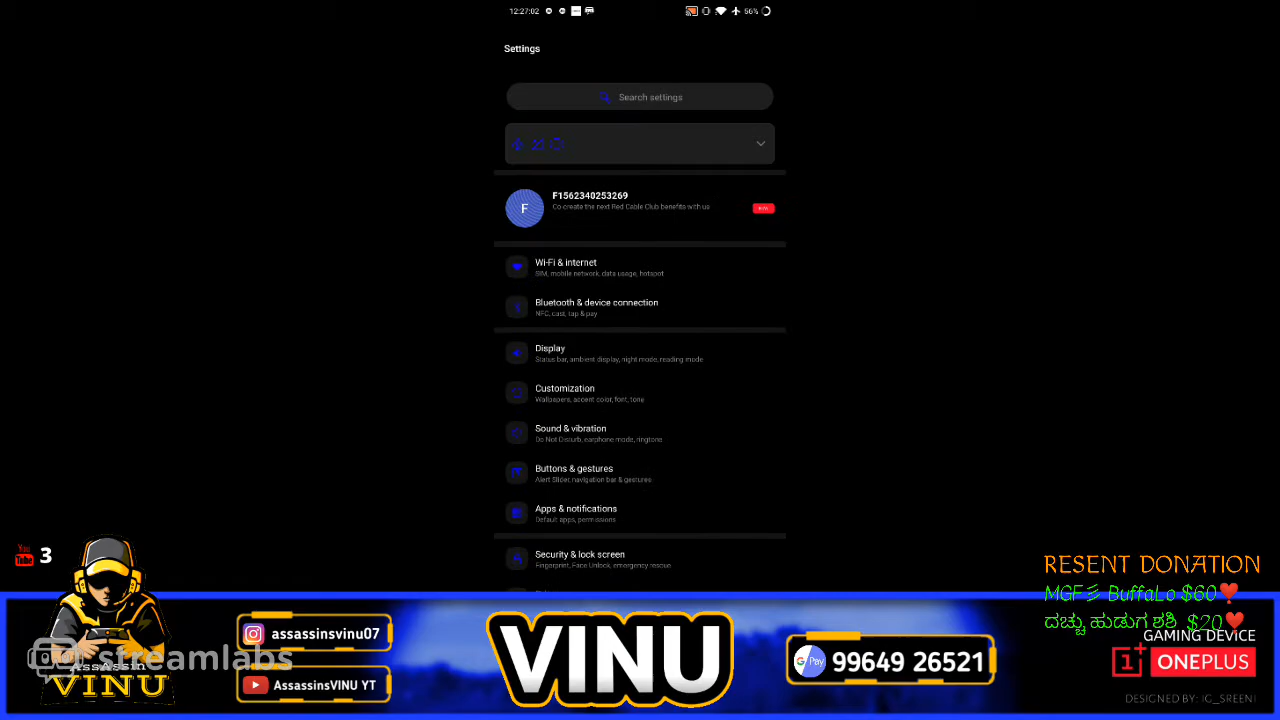 12:27:02
56%
Settings
Search settings
F1562340253269
Co-create the next Red Cable Club benefits with us
F
Wi-Fi & internet
SIM, mobile network, data usage, hotspot
Bluetooth & device connection
NFC, cast, tap & pay
Display
Status bar, ambient display, night mode, reading mode
Customization
Wallpapers, accent color, font, tone
Sound & vibration
Do Not Disturb, earphone mode, ringtone
Buttons & gestures
Alert Slider, navigation bar & gestures
Apps & notifications
Default apps, permissions
Security & lock screen
Fingerprint, Face Unlock, emergency rescue
You Tube 3
RESENT DONATION
MGF彡 BuffaLo $60❤️
ದಚ್ಚು ಹುಡುಗ ಶಶಿ $20❤️
GAMING DEVICE
1+ ONEPLUS
DESIGNED BY: IG_SREENI
streamlabs
AsSAssin
VINU
assassinsvinu07
AssassinsVINU YT
VINU
G Pay 99649 26521